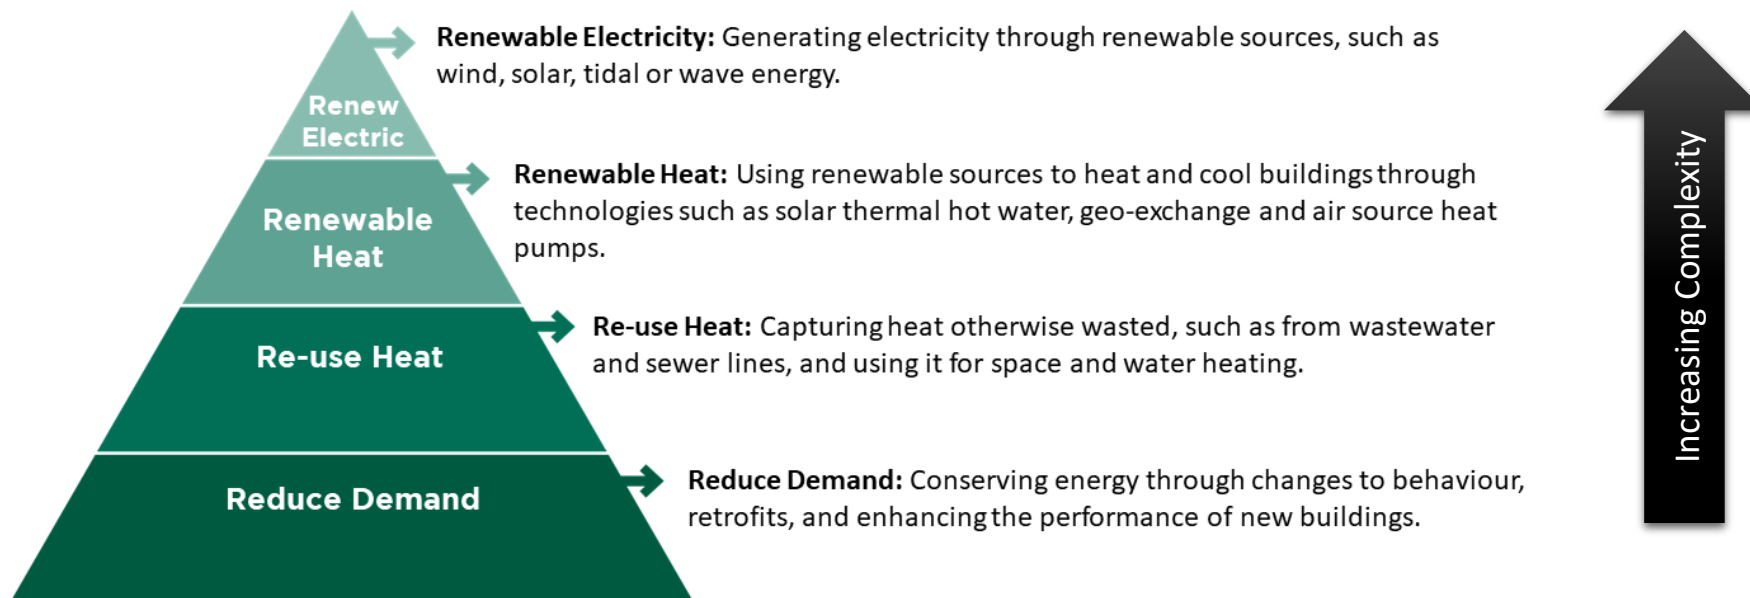 Renewable Electricity: Generating electricity through renewable sources, such as
wind, solar, tidal or wave energy.
Renew
Electric
Renewable Heat: Using renewable sources to heat and cool buildings through
technologies such as solar thermal hot water, geo-exchange and air source heat
pumps.
Renewable
Heat
Re-use Heat: Capturing heat otherwise wasted, such as from wastewater
and sewer lines, and using it for space and water heating.
Re-use Heat
Reduce Demand: Conserving energy through changes to behaviour,
retrofits, and enhancing the performance of new buildings.
Reduce Demand
Increasing Complexity